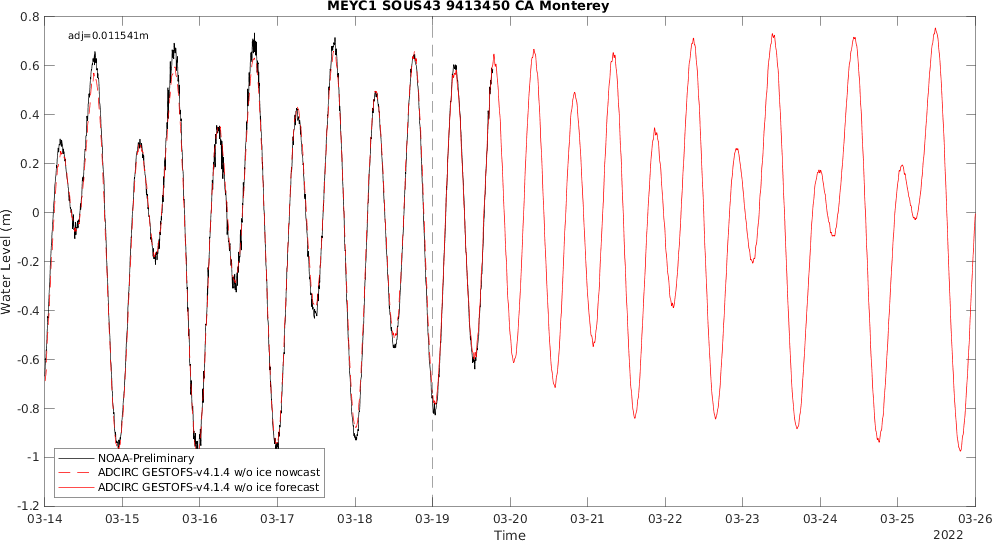 MEYC1 SOUS43 9413450 CA Monterey
adj=0.011541m
0.8
0.6
0.4
0.2
0
-0.2
-0.4
-0.6
-0.8
-1
-1.2
Water Level (m)
NOAA-Preliminary
ADCIRC GESTOFS-v4.1.4 w/o ice nowcast
ADCIRC GESTOFS-v4.1.4 w/o ice forecast
03-14 03-15 03-16 03-17 03-18 03-19 03-20 03-21 03-22 03-23 03-24 03-25 03-26
Time
2022